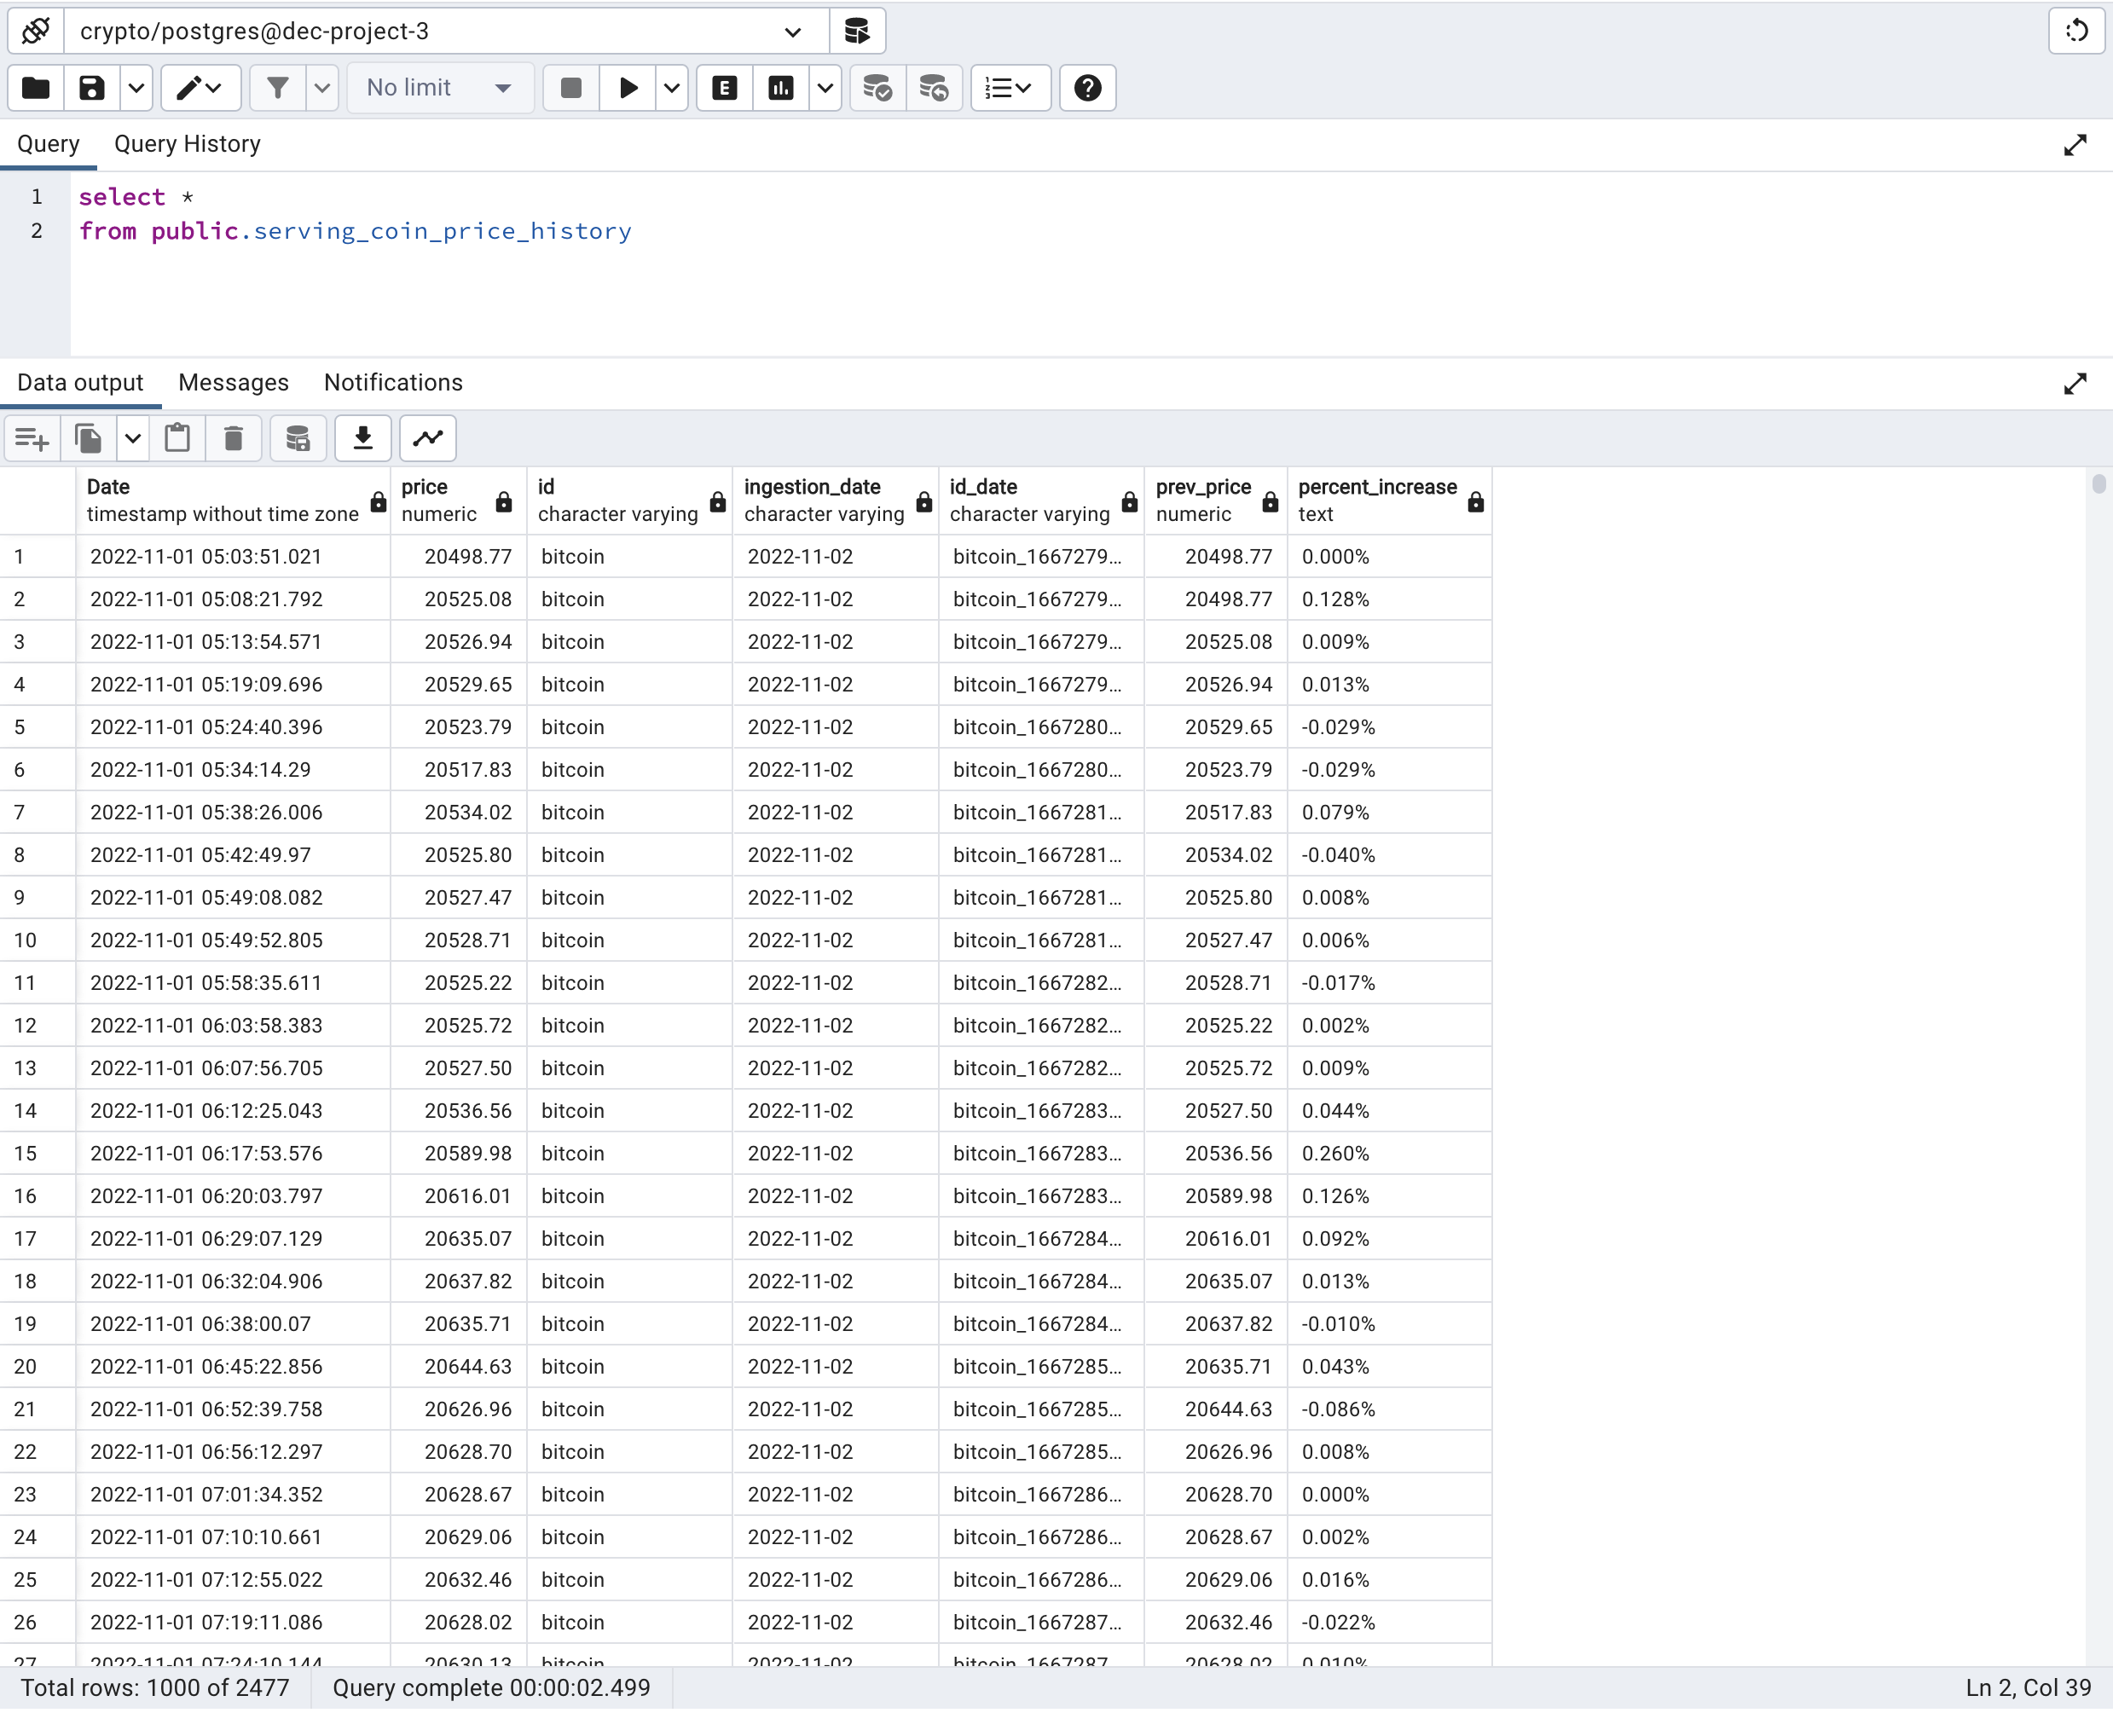 crypto/postgres@dec-project-3
No limit
E
Query Query History
1 select *
2 from public.serving_coin_price_history
Data output Messages Notifications
Date price id ingestion_date id_date prev_price percent_increase
timestamp without time zone numeric character varying character varying character varying numeric text
1 2022-11-01 05:03:51.021 20498.77 bitcoin 2022-11-02 bitcoin_1667279... 20498.77 0.000%
2 2022-11-01 05:08:21.792 20525.08 bitcoin 2022-11-02 bitcoin_1667279... 20498.77 0.128%
3 2022-11-01 05:13:54.571 20526.94 bitcoin 2022-11-02 bitcoin_1667279... 20525.08 0.009%
4 2022-11-01 05:19:09.696 20529.65 bitcoin 2022-11-02 bitcoin_1667279... 20526.94 0.013%
5 2022-11-01 05:24:40.396 20523.79 bitcoin 2022-11-02 bitcoin_1667280... 20529.65 -0.029%
6 2022-11-01 05:34:14.29 20517.83 bitcoin 2022-11-02 bitcoin_1667280... 20523.79 -0.029%
7 2022-11-01 05:38:26.006 20534.02 bitcoin 2022-11-02 bitcoin_1667281... 20517.83 0.079%
8 2022-11-01 05:42:49.97 20525.80 bitcoin 2022-11-02 bitcoin_1667281... 20534.02 -0.040%
9 2022-11-01 05:49:08.082 20527.47 bitcoin 2022-11-02 bitcoin_1667281... 20525.80 0.008%
10 2022-11-01 05:49:52.805 20528.71 bitcoin 2022-11-02 bitcoin_1667281... 20527.47 0.006%
11 2022-11-01 05:58:35.611 20525.22 bitcoin 2022-11-02 bitcoin_1667282... 20528.71 -0.017%
12 2022-11-01 06:03:58.383 20525.72 bitcoin 2022-11-02 bitcoin_1667282... 20525.22 0.002%
13 2022-11-01 06:07:56.705 20527.50 bitcoin 2022-11-02 bitcoin_1667282... 20525.72 0.009%
14 2022-11-01 06:12:25.043 20536.56 bitcoin 2022-11-02 bitcoin_1667283... 20527.50 0.044%
15 2022-11-01 06:17:53.576 20589.98 bitcoin 2022-11-02 bitcoin_1667283... 20536.56 0.260%
16 2022-11-01 06:20:03.797 20616.01 bitcoin 2022-11-02 bitcoin_1667283... 20589.98 0.126%
17 2022-11-01 06:29:07.129 20635.07 bitcoin 2022-11-02 bitcoin_1667284... 20616.01 0.092%
18 2022-11-01 06:32:04.906 20637.82 bitcoin 2022-11-02 bitcoin_1667284... 20635.07 0.013%
19 2022-11-01 06:38:00.07 20635.71 bitcoin 2022-11-02 bitcoin_1667284... 20637.82 -0.010%
20 2022-11-01 06:45:22.856 20644.63 bitcoin 2022-11-02 bitcoin_1667285... 20635.71 0.043%
21 2022-11-01 06:52:39.758 20626.96 bitcoin 2022-11-02 bitcoin_1667285... 20644.63 -0.086%
22 2022-11-01 06:56:12.297 20628.70 bitcoin 2022-11-02 bitcoin_1667285... 20626.96 0.008%
23 2022-11-01 07:01:34.352 20628.67 bitcoin 2022-11-02 bitcoin_1667286... 20628.70 0.000%
24 2022-11-01 07:10:10.661 20629.06 bitcoin 2022-11-02 bitcoin_1667286... 20628.67 0.002%
25 2022-11-01 07:12:55.022 20632.46 bitcoin 2022-11-02 bitcoin_1667286... 20629.06 0.016%
26 2022-11-01 07:19:11.086 20628.02 bitcoin 2022-11-02 bitcoin_1667287... 20632.46 -0.022%
27 2022-11-01 07:24:10.144 20630.13 bitcoin 2022-11-02 bitcoin_1667287... 20628.02 0.010%
Total rows: 1000 of 2477 Query complete 00:00:02.499 Ln 2, Col 39